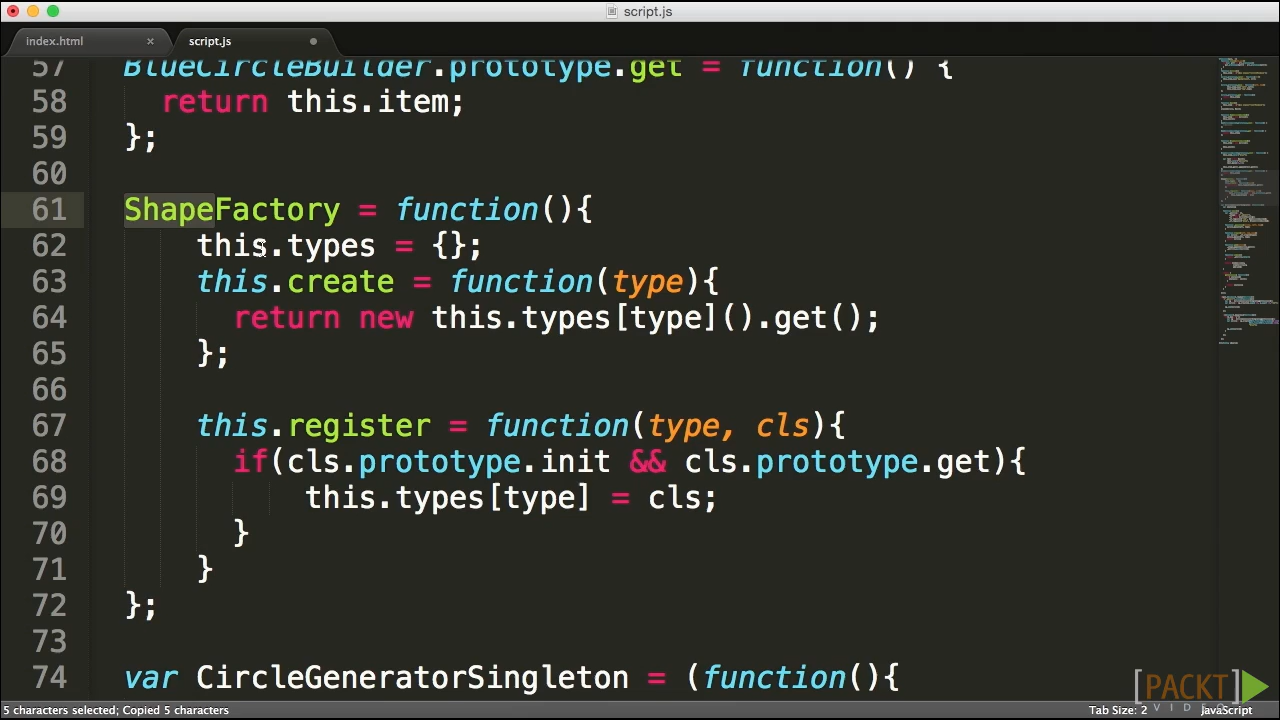 script.js
index.html
script.js
57 BlueCircleBuilder.prototype.get = function() {
58 return this.item;
59 };
60
61 ShapeFactory = function(){
62 this.types = {};
63 this.create = function(type){
64 return new this.types[type]().get();
65 };
66
67 this.register = function(type, cls){
68 if(cls.prototype.init && cls.prototype.get){
69 this.types[type] = cls;
70 }
71 }
72 };
73
74 var CircleGeneratorSingleton = (function(){
[PACKT]
VIDEO
5 characters selected; Copied 5 characters
Tab Size: 2
JavaScript